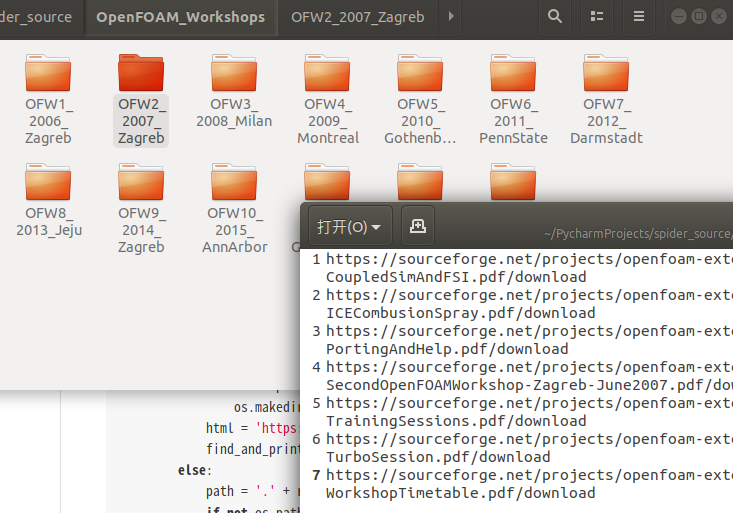 der_source OpenFOAM_Workshops OFW2_2007_Zagreb
OFW1_ OFW2_ OFW3_ OFW4_ OFW5_ OFW6_ OFW7_
2006_ 2007_ 2008_Milan 2009_ 2010_ 2011_ 2012_
Zagreb Zagreb Montreal Gothenb... PennState Darmstadt
OFW8_ OFW9_ OFW10_
2013_Jeju 2014_ 2015_
Zagreb AnnArbor
打开(O)
~/PycharmProjects/spider_source/
1 https://sourceforge.net/projects/openfoam-exte
CoupledSimAndFSI.pdf/download
2 https://sourceforge.net/projects/openfoam-exte
ICECombusionSpray.pdf/download
3 https://sourceforge.net/projects/openfoam-exte
PortingAndHelp.pdf/download
4 https://sourceforge.net/projects/openfoam-exte
SecondOpenFOAMWorkshop-Zagreb-June2007.pdf/dow
5 https://sourceforge.net/projects/openfoam-exte
TrainingSessions.pdf/download
6 https://sourceforge.net/projects/openfoam-exte
TurboSession.pdf/download
7 https://sourceforge.net/projects/openfoam-exte
WorkshopTimetable.pdf/download
os.makedir
html = 'https:
find_and_print
else:
path = '.' + r
if not os.path